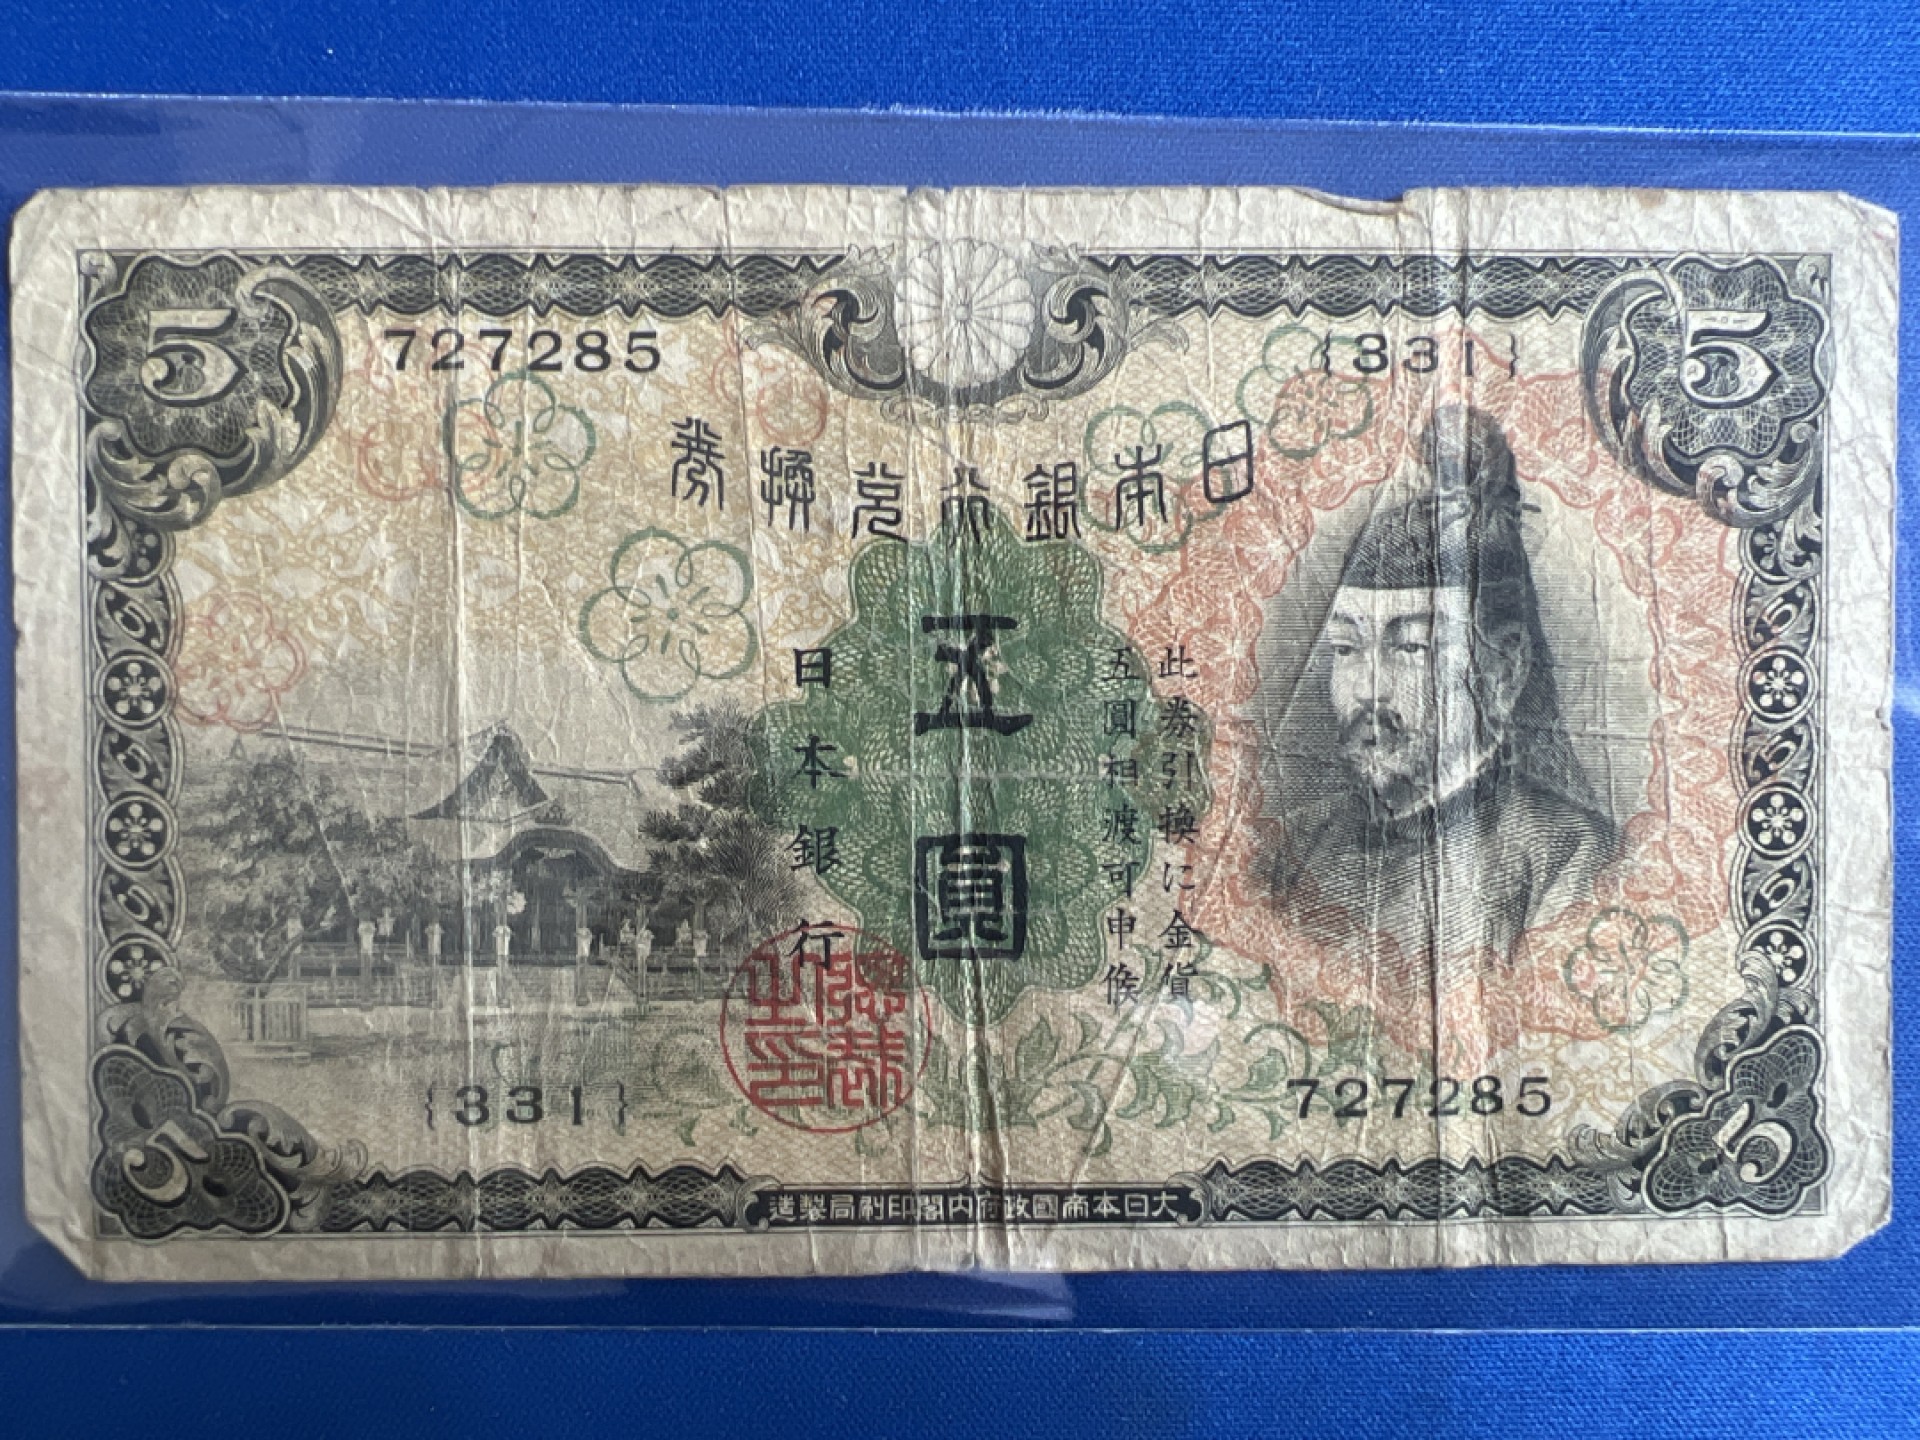 5
5
727285
{331}
日本銀行兌換券
五圓
此券引換に金貨
五圓相渡可申候
日本銀行
{331}
727285
大日本帝國政府内閣印刷局製造
5
5